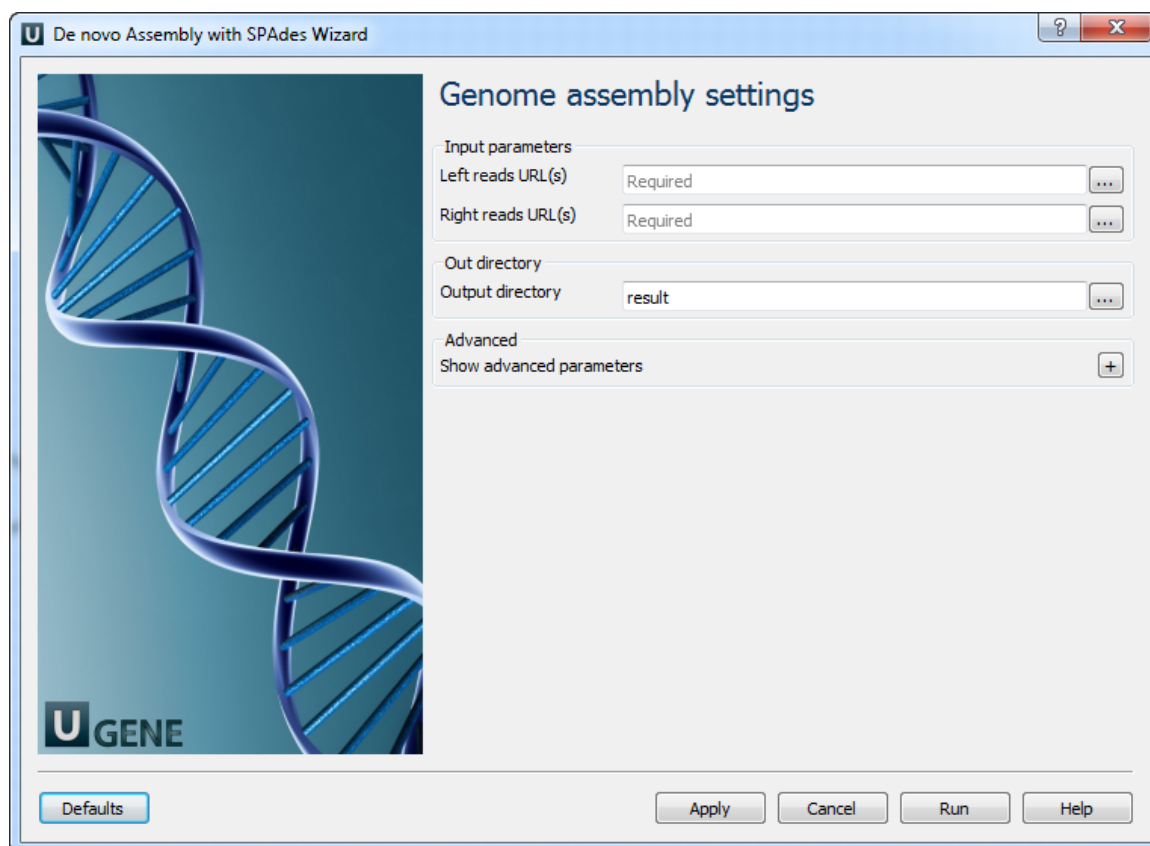 U De novo Assembly with SPAdes Wizard ? X
Genome assembly settings
Input parameters
Left reads URL(s) Required ...
Right reads URL(s) Required ...
Out directory
Output directory result ...
Advanced
Show advanced parameters +
U GENE
Defaults Apply Cancel Run Help